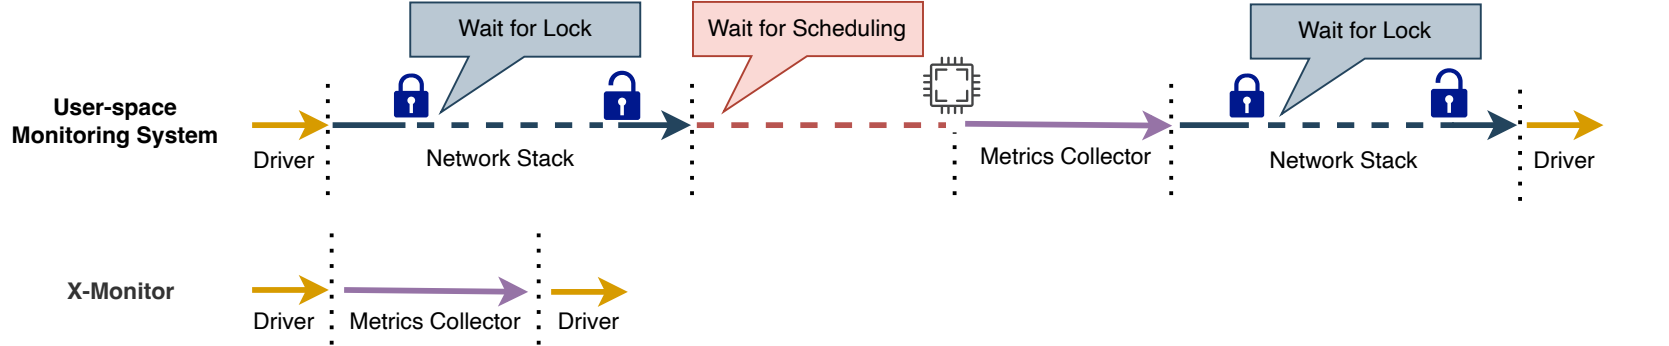 Wait for Lock
Wait for Scheduling
Wait for Lock
User-space
Monitoring System
Driver
Network Stack
Metrics Collector
Network Stack
Driver
X-Monitor
Driver
Metrics Collector
Driver